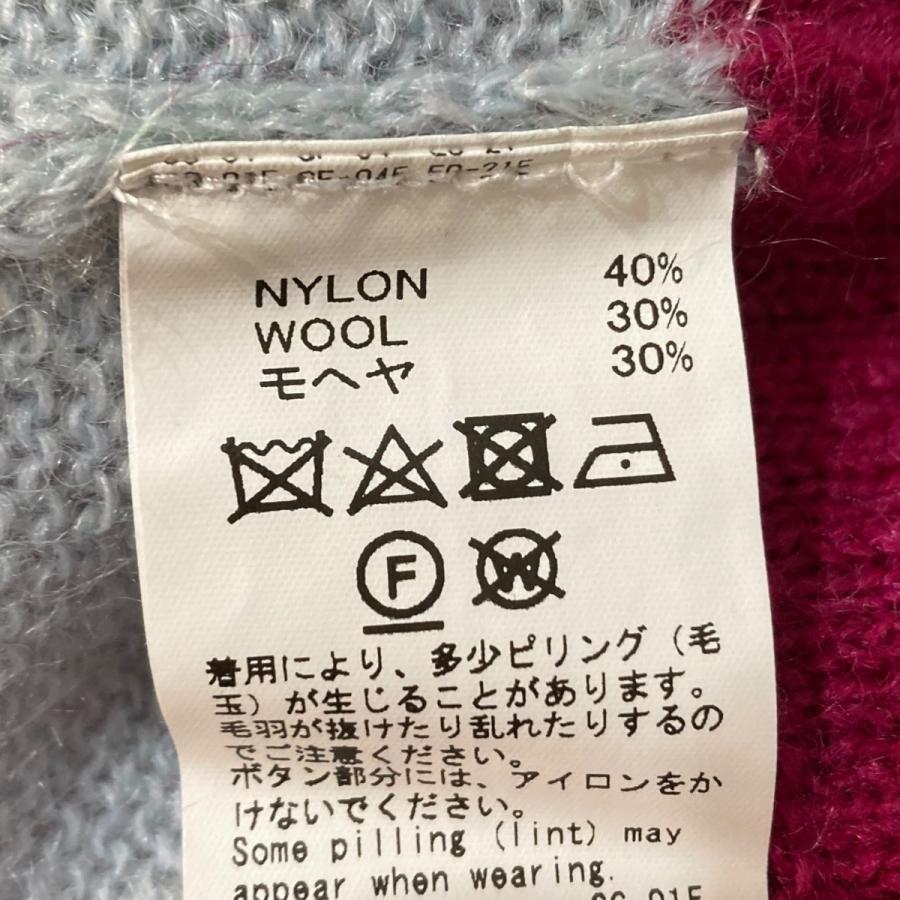 NYLON 40%
WOOL 30%
モヘヤ 30%
F W
着用により、多少ピリング（毛
玉）が生じることがあります。
毛羽が抜けたり乱れたりするの
でご注意ください。
ボタン部分には、アイロンをか
けないでください。
Some pilling (lint) may
appear when wearing.